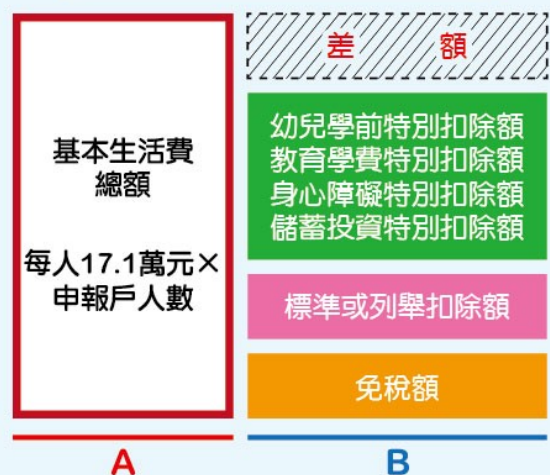 基本生活費
總額
每人17.1萬元×
申報戶人數
A
差 額
幼兒學前特別扣除額
教育學費特別扣除額
身心障礙特別扣除額
儲蓄投資特別扣除額
標準或列舉扣除額
免稅額
B